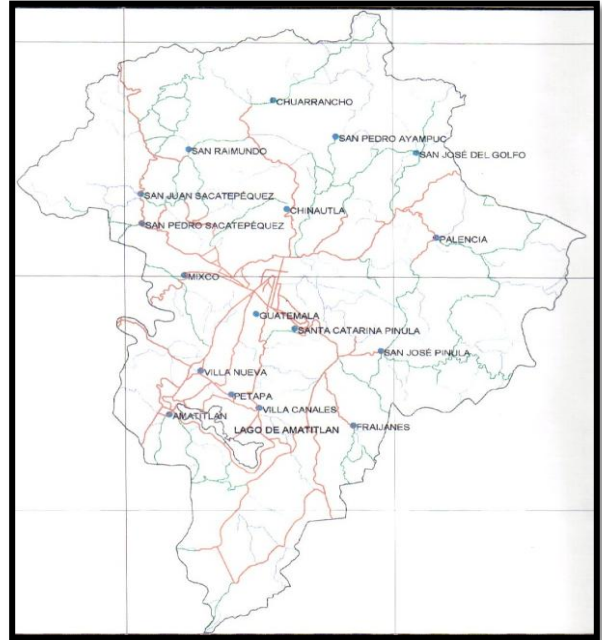 CHUARRANCHO
SAN PEDRO AYAMPUC
SAN RAIMUNDO
SAN JOSÉ DEL GOLFO
SAN JUAN SACATEPÉQUEZ
CHINAUTLA
SAN PEDRO SACATEPÉQUEZ
PALENCIA
MIXCO
GUATEMALA
SANTA CATARINA PINULA
SAN JOSÉ PINULA
VILLA NUEVA
PETAPA
VILLA CANALES
AMATITLAN
LAGO DE AMATITLAN
FRAIJANES